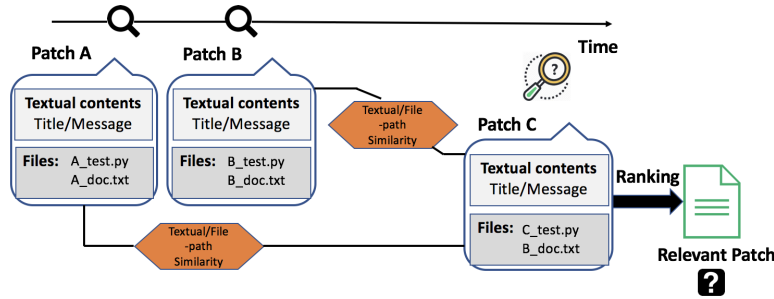 Time
Patch A
Textual contents
Title/Message
Files: A_test.py
A_doc.txt
Patch B
Textual contents
Title/Message
Files: B_test.py
B_doc.txt
Textual/File
-path
Similarity
?
Patch C
Textual contents
Title/Message
Files: C_test.py
B_doc.txt
Textual/File
-path
Similarity
Ranking
Relevant Patch
?